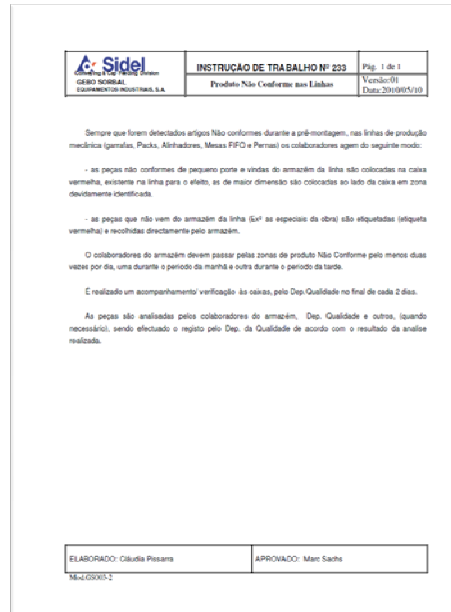 Sidel
Conveying & Cap Feeding Division
GEBO SORBAL
EQUIPAMENTOS INDUSTRIAIS, S.A.
INSTRUÇÃO DE TRABALHO Nº 233
Produto Não Conforme nas Linhas
Pág. 1 de 1
Versão:01
Data:2010/05/10
Sempre que forem detectados artigos Não conformes durante a pré-montagem, nas linhas de produção
mecânica (garrafas, Packs, Alinhadores, Mesas FIFO e Pernas) os colaboradores agem do seguinte modo:
- as peças não conformes de pequeno porte e vindas do armazém da linha são colocadas na caixa
vermelha, existente na linha para o efeito, as de maior dimensão são colocadas ao lado da caixa em zona
devidamente identificada.
- as peças que não vem do armazém da linha (Exº as especiais da obra) são etiquetadas (etiqueta
vermelha) e recolhidas directamente pelo armazém.
O colaboradores do armazém devem passar pelas zonas de produto Não Conforme pelo menos duas
vezes por dia, uma durante o período da manhã e outra durante o período da tarde.
É realizado um acompanhamento/ verificação às caixas, pelo Dep.Qualidade no final de cada 2 dias.
As peças são analisadas pelos colaboradores do armazém, Dep. Qualidade e outros, (quando
necessário), sendo efectuado o registo pelo Dep. da Qualidade de acordo com o resultado da análise
realizada.
ELABORADO: Cláudia Pissarra
APROVADO: Marc Sachs
Mod.GS005-2